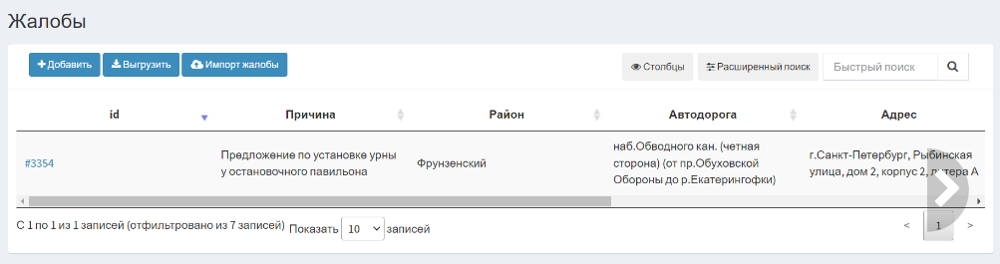 Жалобы
Добавить Выгрузить Импорт жалобы Столбцы Расширенный поиск Быстрый поиск
id Причина Район Автодорога Адрес
#3354
Предложение по установке урны
у остановочного павильона
Фрунзенский
наб.Обводного кан. (четная
сторона) (от пр.Обуховской
Обороны до р.Екатерингофки)
г.Санкт-Петербург, Рыбинская
улица, дом 2, корпус 2, литера А
С 1 по 1 из 1 записей (отфильтровано из 7 записей) Показать 10 записей
< 1 >